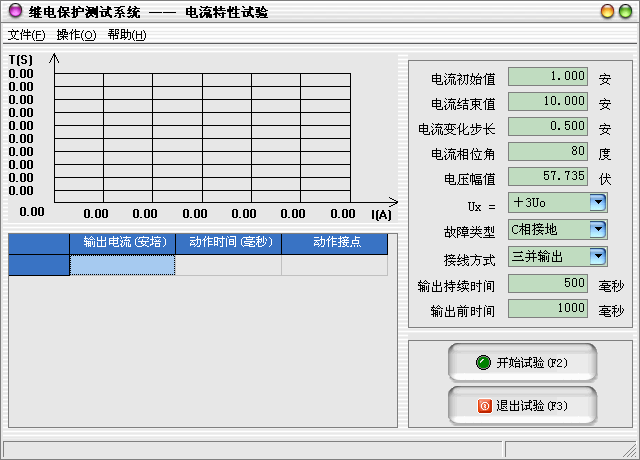 继电保护测试系统 —— 电流特性试验
文件(F) 操作(O) 帮助(H)
T(S)
0.00
0.00
0.00
0.00
0.00
0.00
0.00
0.00
0.00
0.00
0.00 0.00 0.00 0.00 0.00 0.00 0.00 I(A)
输出电流(安培) 动作时间(毫秒) 动作接点
电流初始值 1.000 安
电流结束值 10.000 安
电流变化步长 0.500 安
电流相位角 80 度
电压幅值 57.735 伏
Ux = +3Uo
故障类型 C相接地
接线方式 三并输出
输出持续时间 500 毫秒
输出前时间 1000 毫秒
开始试验(F2)
退出试验(F3)